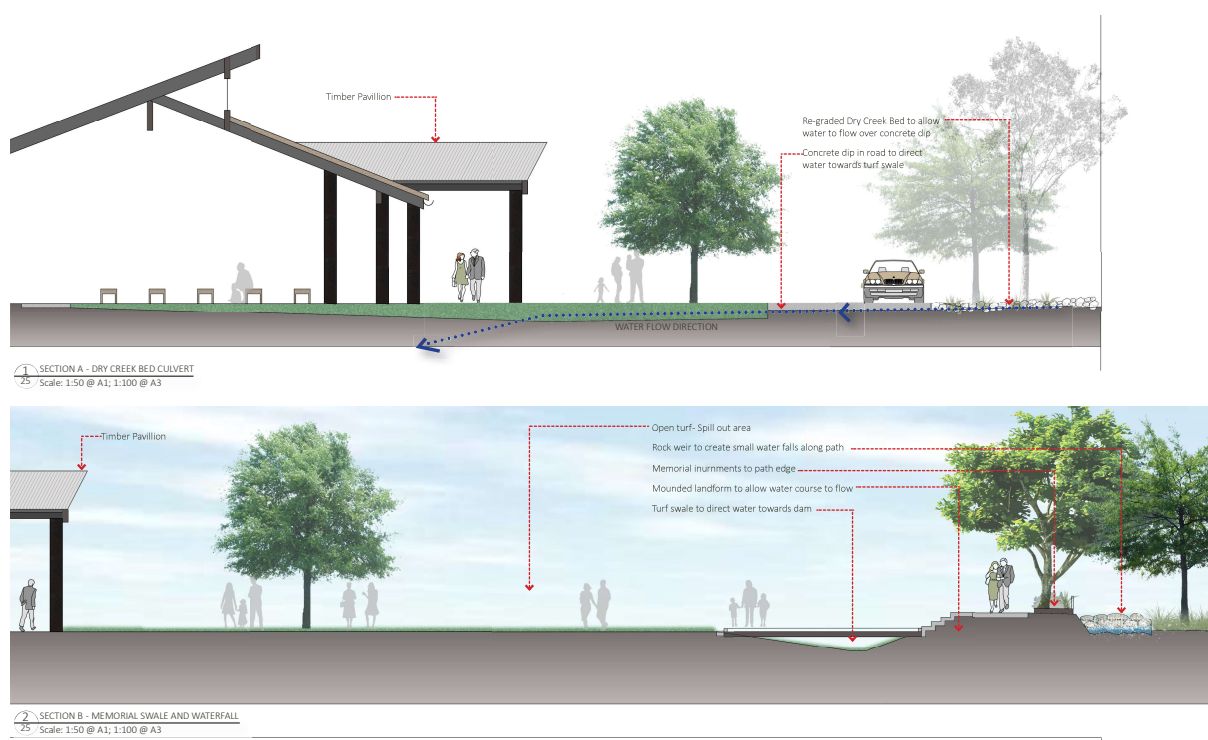 Timber Pavillion
Re-graded Dry Creek Bed to allow
water to flow over concrete dip
Concrete dip in road to direct
water towards turf swale
WATER FLOW DIRECTION
1
25
SECTION A - DRY CREEK BED CULVERT
Scale: 1:50 @ A1; 1:100 @ A3
Timber Pavillion
Open turf- Spill out area
Rock weir to create small water falls along path
Memorial inurnments to path edge
Mounded landform to allow water course to flow
Turf swale to direct water towards dam
2
25
SECTION B - MEMORIAL SWALE AND WATERFALL
Scale: 1:50 @ A1; 1:100 @ A3